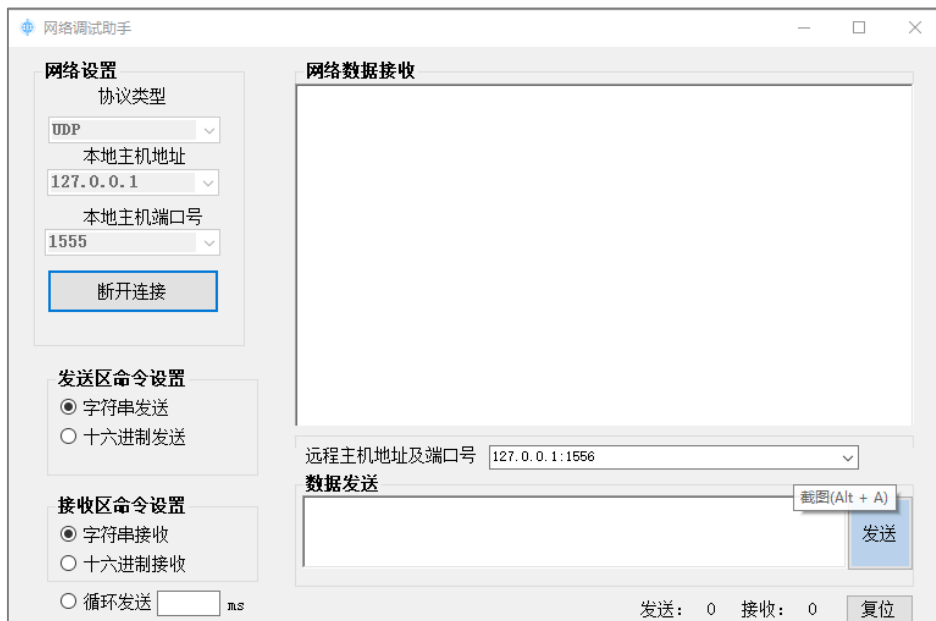 网络调试助手
网络设置
协议类型
UDP
本地主机地址
127.0.0.1
本地主机端口号
1555
断开连接
发送区命令设置
字符串发送
十六进制发送
接收区命令设置
字符串接收
十六进制接收
循环发送 ms
网络数据接收
远程主机地址及端口号 127.0.0.1:1556
数据发送
截图(Alt + A)
发送
发送： 0 接收： 0 复位